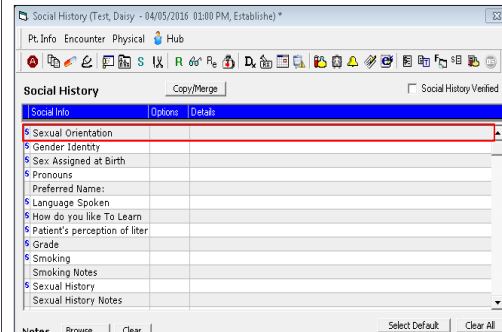 Social History (Test, Daisy - 04/05/2016 01:00 PM, Establishe) *
Pt. Info Encounter Physical Hub
S R Re Dx
Social History Copy/Merge Social History Verified
Social Info Options Details
S Sexual Orientation
S Gender Identity
S Sex Assigned at Birth
S Pronouns
Preferred Name:
S Language Spoken
S How do you like To Learn
S Patient's perception of liter
S Grade
S Smoking
Smoking Notes
S Sexual History
Sexual History Notes
Notes Browse... Clear Select Default Clear All